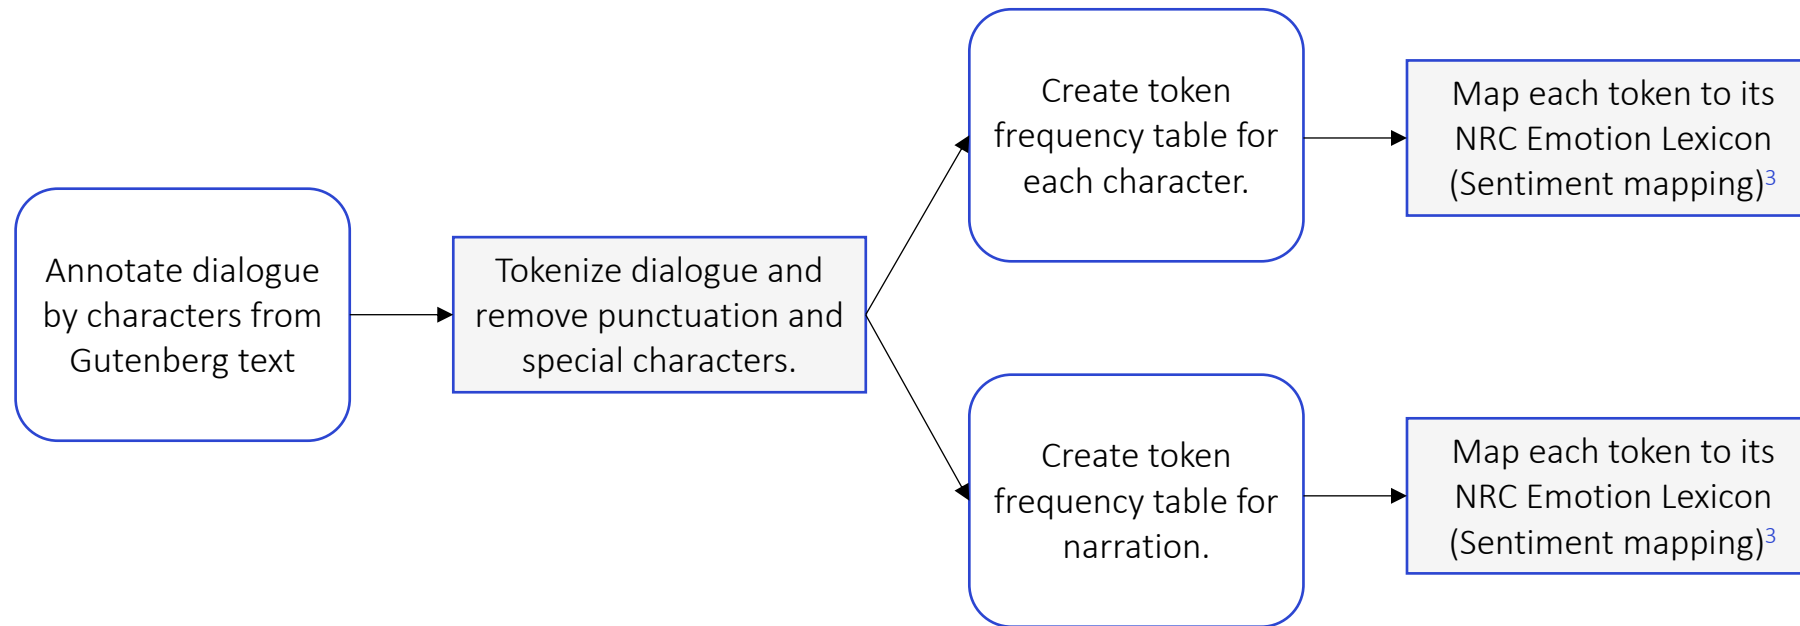 Annotate dialogue
by characters from
Gutenberg text
Tokenize dialogue and
remove punctuation and
special characters.
Create token
frequency table for
each character.
Map each token to its
NRC Emotion Lexicon
(Sentiment mapping)3
Create token
frequency table for
narration.
Map each token to its
NRC Emotion Lexicon
(Sentiment mapping)3